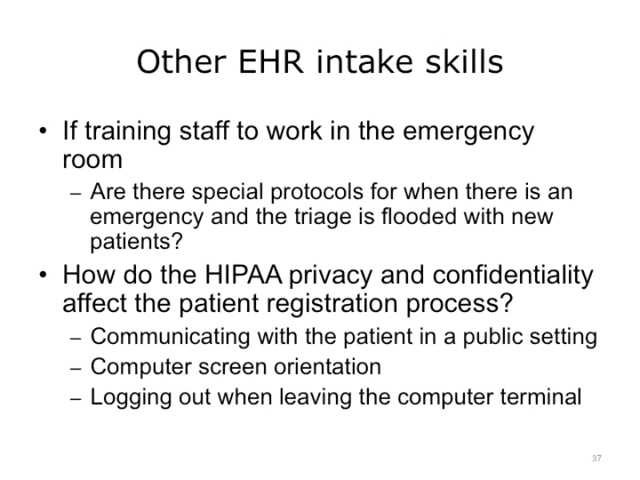 Other EHR intake skills
• If training staff to work in the emergency
room
– Are there special protocols for when there is an
emergency and the triage is flooded with new
patients?
• How do the HIPAA privacy and confidentiality
affect the patient registration process?
– Communicating with the patient in a public setting
– Computer screen orientation
– Logging out when leaving the computer terminal
37